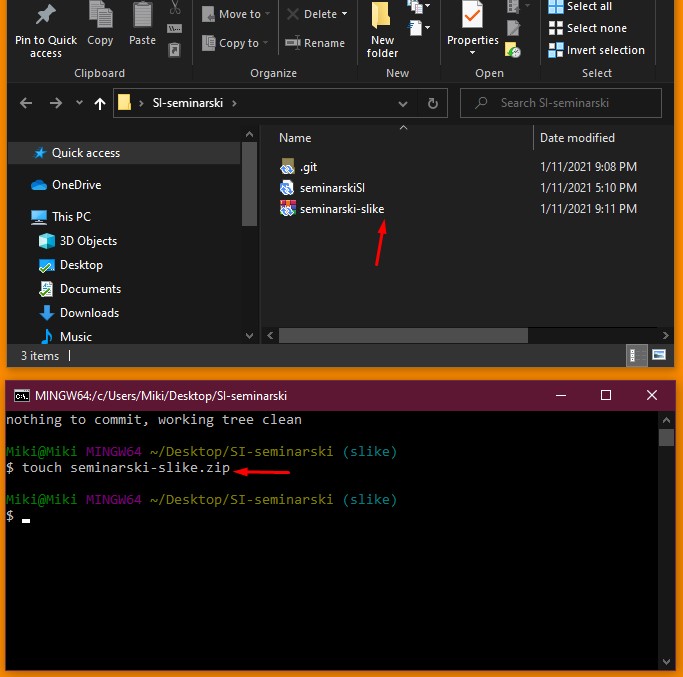 Pin to Quick access
Copy
Paste
Move to
Copy to
Delete
Rename
New folder
Properties
Select all
Select none
Invert selection
Clipboard
Organize
New
Open
Select
SI-seminarski
Search SI-seminarski
Quick access
OneDrive
This PC
3D Objects
Desktop
Documents
Downloads
Music
Name
Date modified
.git
1/11/2021 9:08 PM
seminarskiSI
1/11/2021 5:10 PM
seminarski-slike
1/11/2021 9:11 PM
3 items
MINGW64:/c/Users/Miki/Desktop/SI-seminarski
nothing to commit, working tree clean
Miki@Miki MINGW64 ~/Desktop/SI-seminarski (slike)
$ touch seminarski-slike.zip
Miki@Miki MINGW64 ~/Desktop/SI-seminarski (slike)
$